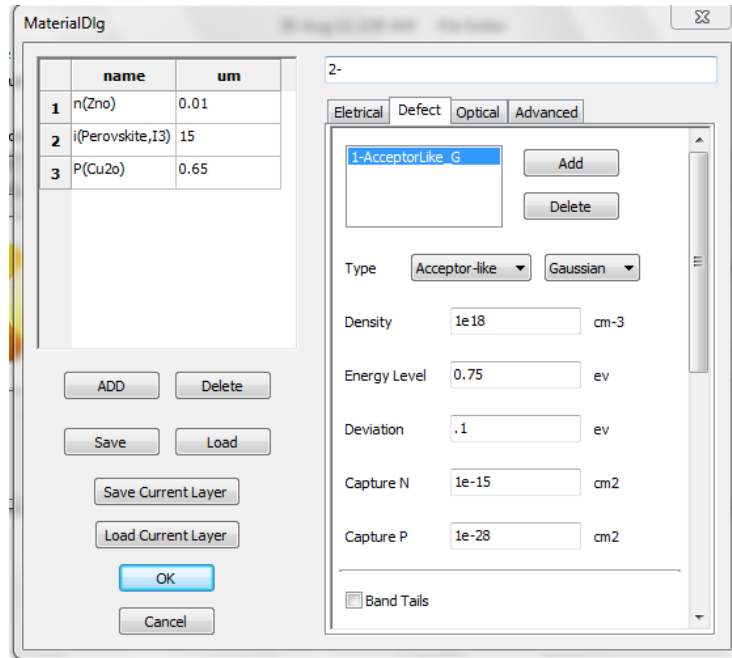 MaterialDlg
name um
1 n(Zno) 0.01
2 i(Perovskite,I3) 15
3 P(Cu2o) 0.65
ADD Delete
Save Load
Save Current Layer
Load Current Layer
OK
Cancel
2-
Eletrical Defect Optical Advanced
1-AcceptorLike_G
Add
Delete
Type Acceptor-like Gaussian
Density 1e18 cm-3
Energy Level 0.75 ev
Deviation .1 ev
Capture N 1e-15 cm2
Capture P 1e-28 cm2
Band Tails